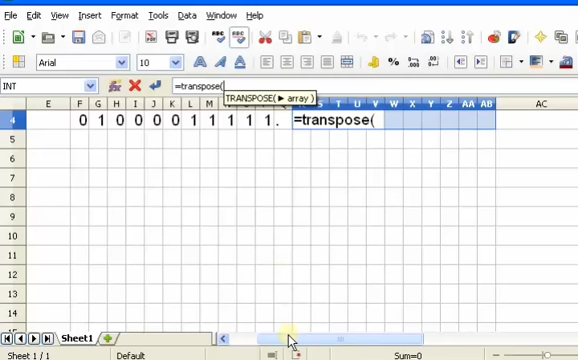 File Edit View Insert Format Tools Data Window Help
Arial 10
INT =transpose(
TRANSPOSE( ► array )
E F G H I J K L M U V W X Y Z AA AB AC
4 0 1 0 0 0 0 1 1 1 1 1. =transpose(
5
6
7
8
9
10
11
12
13
14
Sheet1
Sheet 1 / 1 Default Sum=0